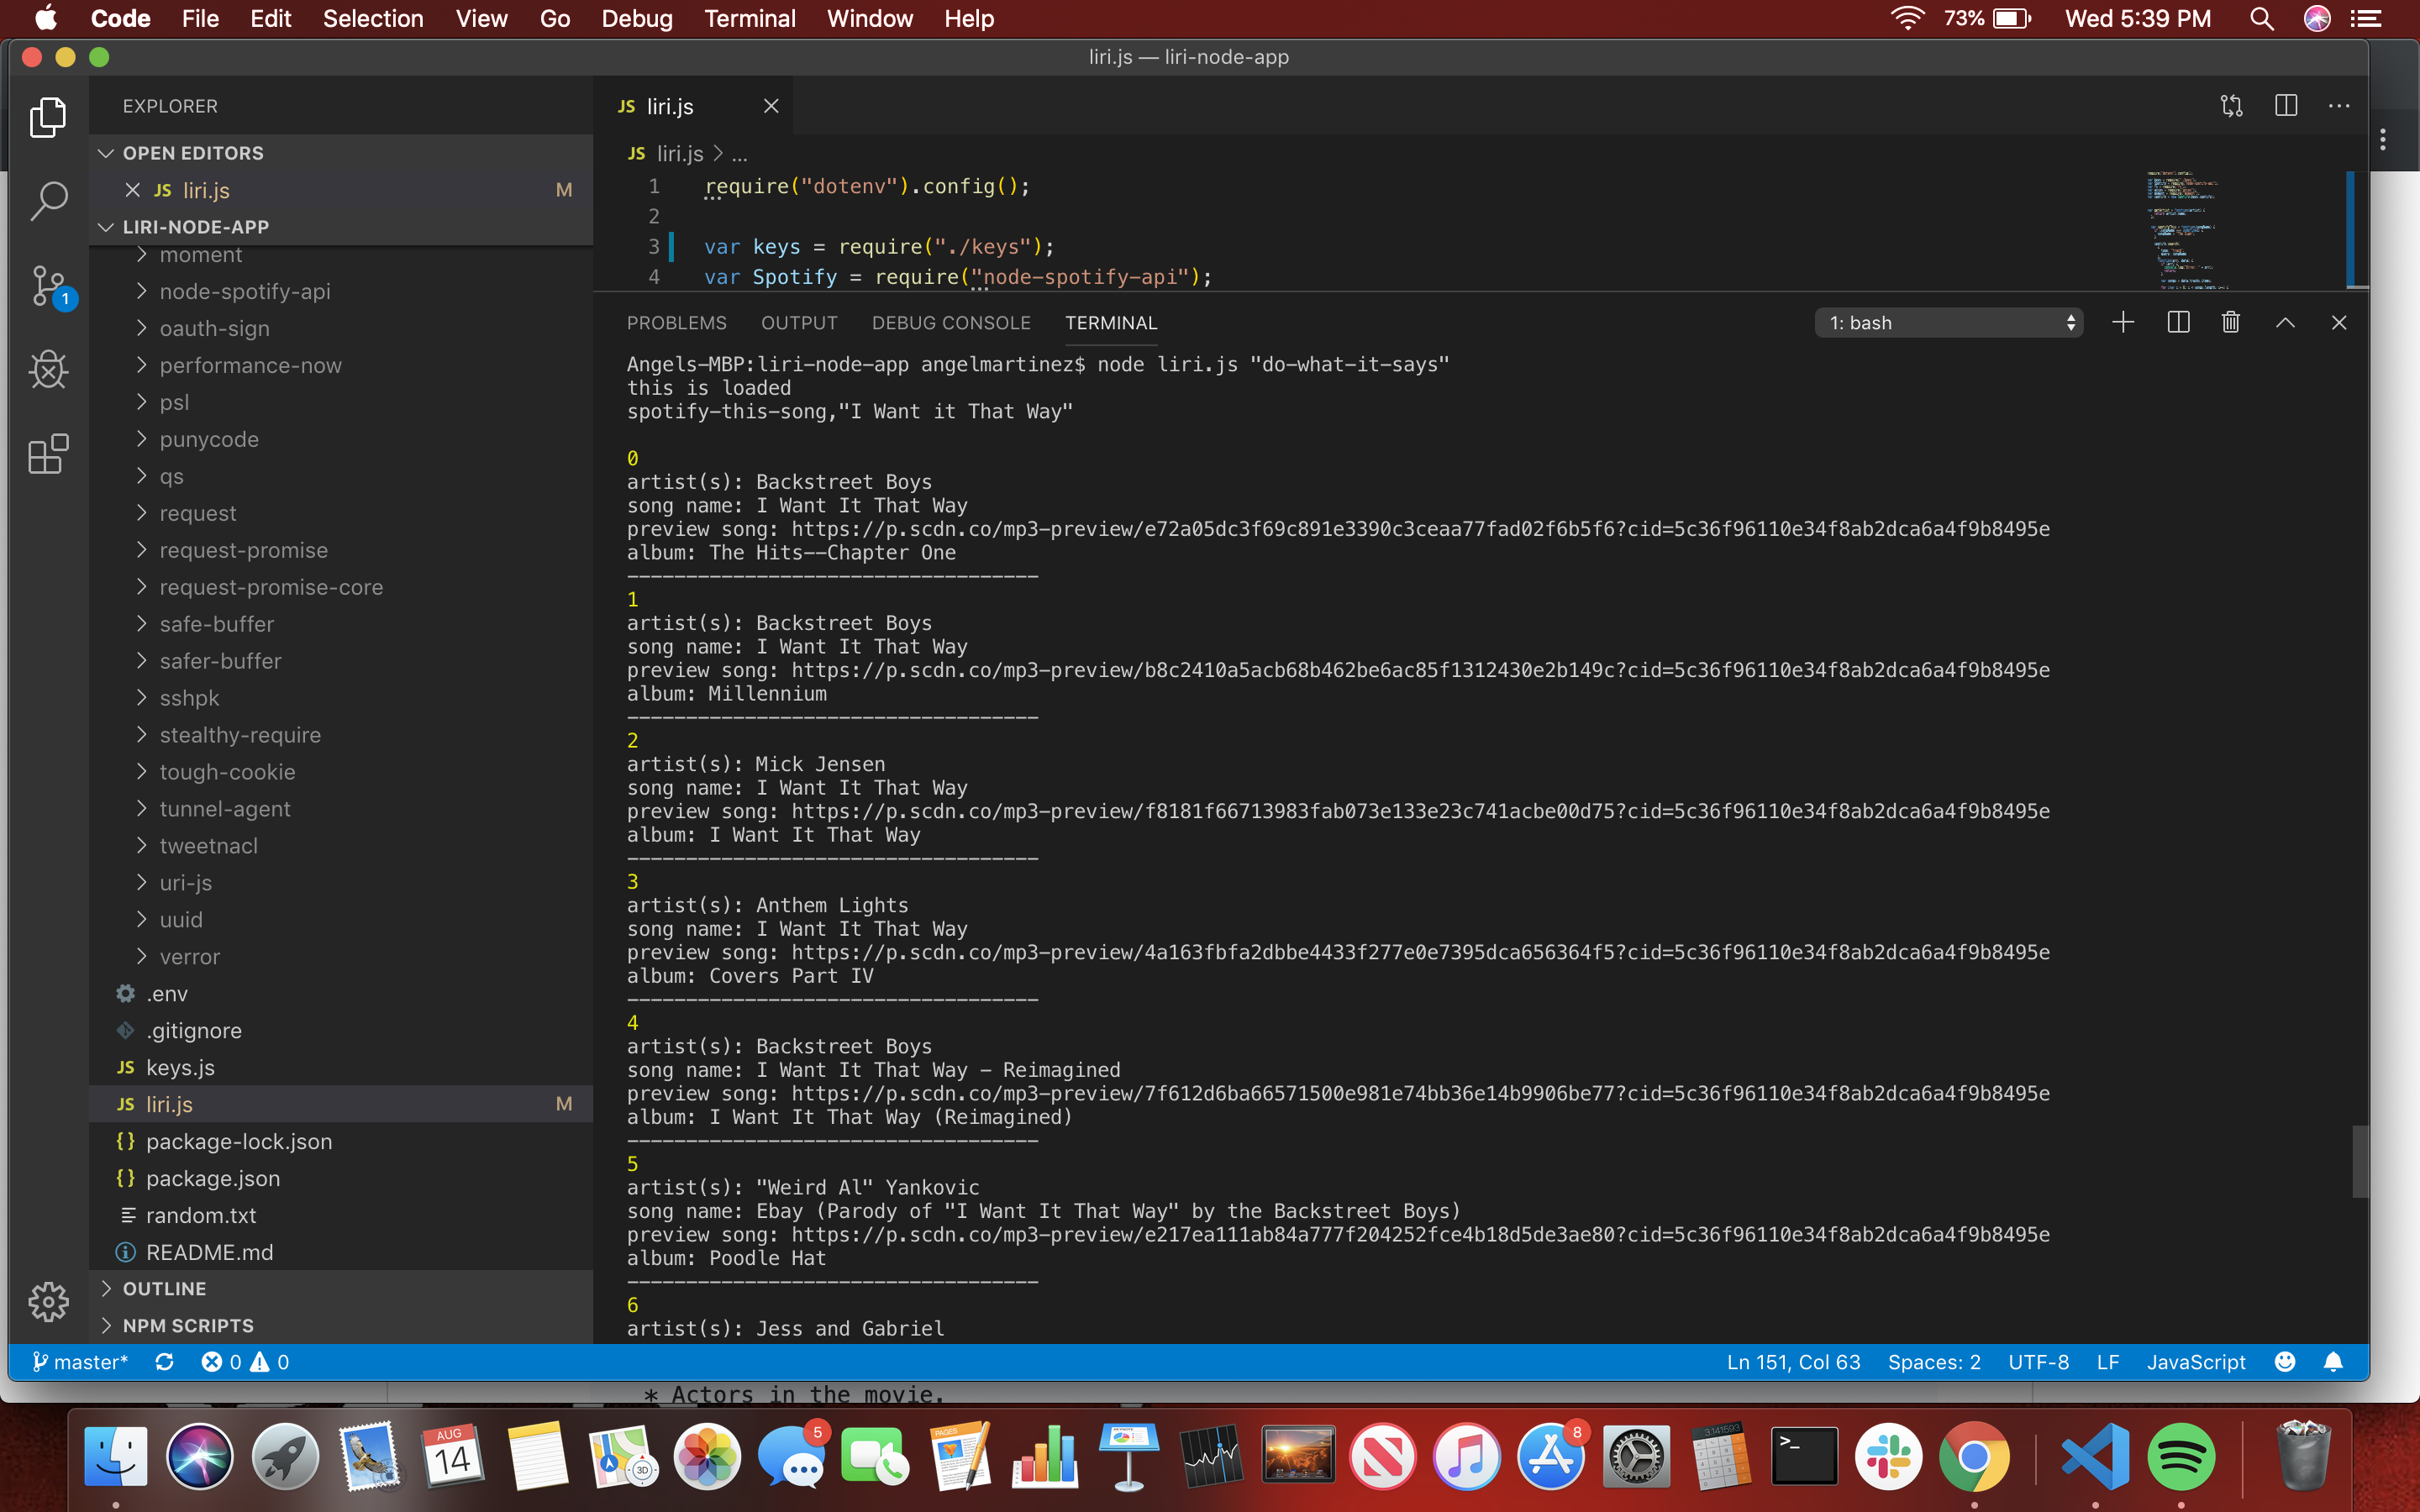 Code File Edit Selection View Go Debug Terminal Window Help 73% Wed 5:39 PM
liri.js — liri-node-app
EXPLORER
OPEN EDITORS
JS liri.js M
LIRI-NODE-APP
moment
node-spotify-api
oauth-sign
performance-now
psl
punycode
qs
request
request-promise
request-promise-core
safe-buffer
safer-buffer
sshpk
stealthy-require
tough-cookie
tunnel-agent
tweetnacl
uri-js
uuid
verror
.env
.gitignore
JS keys.js
JS liri.js M
{} package-lock.json
{} package.json
random.txt
README.md
OUTLINE
NPM SCRIPTS
1
JS liri.js
JS liri.js > ...
1 require("dotenv").config();
2
3 var keys = require("./keys");
4 var Spotify = require("node-spotify-api");
PROBLEMS OUTPUT DEBUG CONSOLE TERMINAL 1: bash
Angels-MBP:liri-node-app angelmartinez$ node liri.js "do-what-it-says"
this is loaded
spotify-this-song,"I Want it That Way"
0
artist(s): Backstreet Boys
song name: I Want It That Way
preview song: https://p.scdn.co/mp3-preview/e72a05dc3f69c891e3390c3ceaa77fad02f6b5f6?cid=5c36f96110e34f8ab2dca6a4f9b8495e
album: The Hits--Chapter One
-----------------------------------
1
artist(s): Backstreet Boys
song name: I Want It That Way
preview song: https://p.scdn.co/mp3-preview/b8c2410a5acb68b462be6ac85f1312430e2b149c?cid=5c36f96110e34f8ab2dca6a4f9b8495e
album: Millennium
-----------------------------------
2
artist(s): Mick Jensen
song name: I Want It That Way
preview song: https://p.scdn.co/mp3-preview/f8181f66713983fab073e133e23c741acbe00d75?cid=5c36f96110e34f8ab2dca6a4f9b8495e
album: I Want It That Way
-----------------------------------
3
artist(s): Anthem Lights
song name: I Want It That Way
preview song: https://p.scdn.co/mp3-preview/4a163fbfa2dbbe4433f277e0e7395dca656364f5?cid=5c36f96110e34f8ab2dca6a4f9b8495e
album: Covers Part IV
-----------------------------------
4
artist(s): Backstreet Boys
song name: I Want It That Way - Reimagined
preview song: https://p.scdn.co/mp3-preview/7f612d6ba66571500e981e74bb36e14b9906be77?cid=5c36f96110e34f8ab2dca6a4f9b8495e
album: I Want It That Way (Reimagined)
-----------------------------------
5
artist(s): "Weird Al" Yankovic
song name: Ebay (Parody of "I Want It That Way" by the Backstreet Boys)
preview song: https://p.scdn.co/mp3-preview/e217ea111ab84a777f204252fce4b18d5de3ae80?cid=5c36f96110e34f8ab2dca6a4f9b8495e
album: Poodle Hat
-----------------------------------
6
artist(s): Jess and Gabriel
master* 0 0 Ln 151, Col 63 Spaces: 2 UTF-8 LF JavaScript
* Actors in the movie.
AUG
14
3D
5
PAGES
8
3.141593
>_